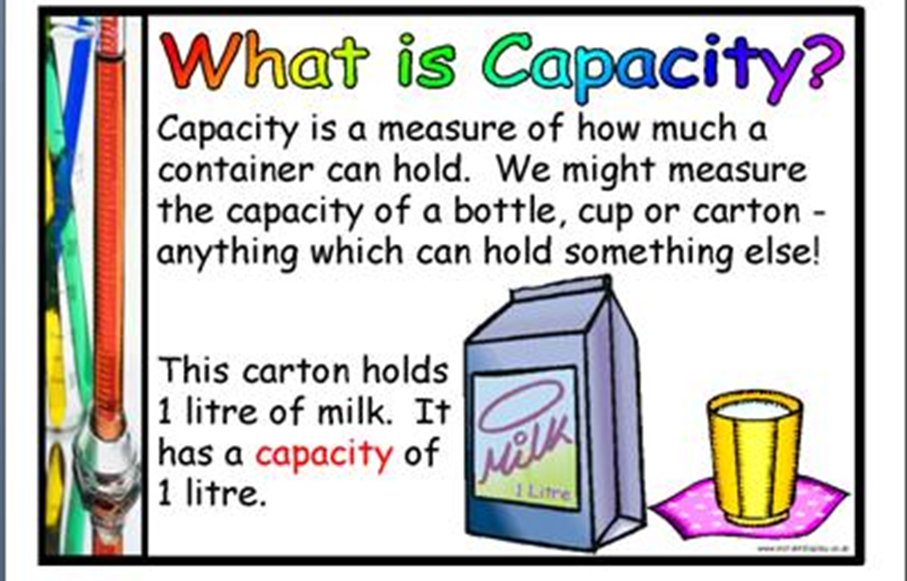 What is Capacity?
Capacity is a measure of how much a
container can hold.  We might measure
the capacity of a bottle, cup or carton -
anything which can hold something else!
This carton holds
1 litre of milk.  It
has a capacity of
1 litre.
Milk
1 Litre